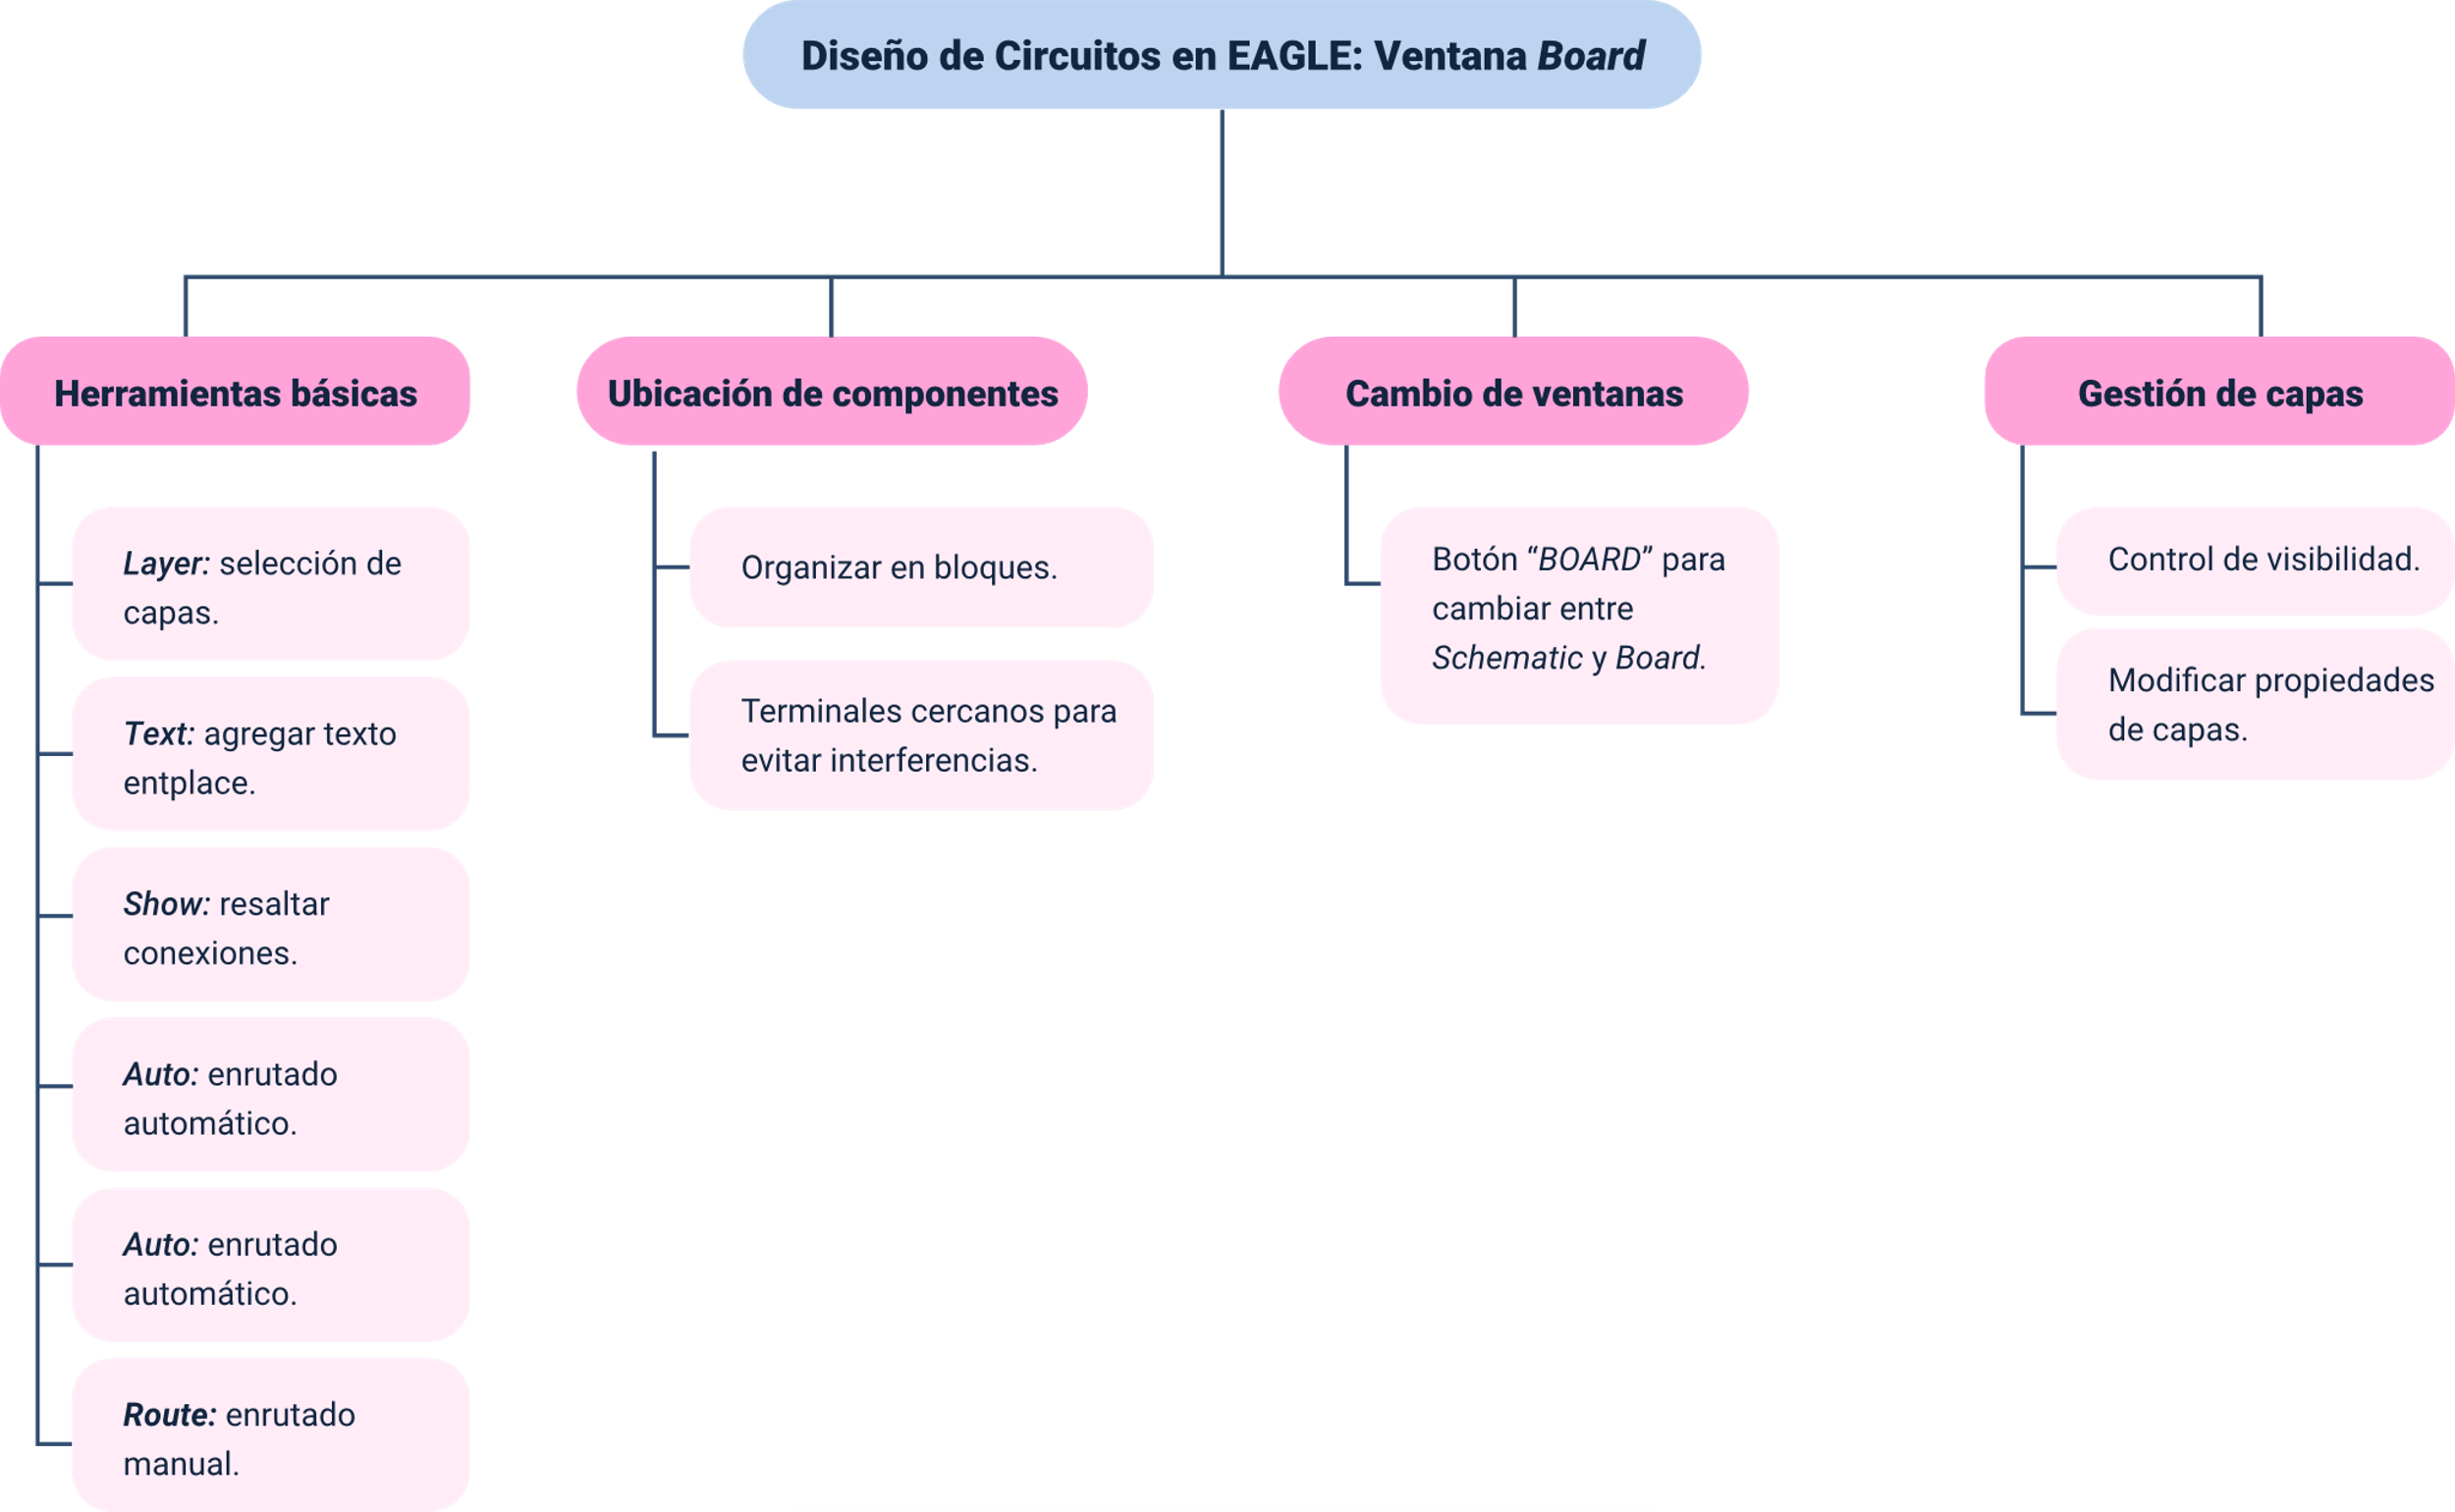 Diseño de Circuitos en EAGLE: Ventana Board
Herramientas básicas
Layer: selección de
capas.
Text: agregar texto
entplace.
Show: resaltar
conexiones.
Auto: enrutado
automático.
Auto: enrutado
automático.
Route: enrutado
manual.
Ubicación de componentes
Organizar en bloques.
Terminales cercanos para
evitar interferencias.
Cambio de ventanas
Botón “BOARD” para
cambiar entre
Schematic y Board.
Gestión de capas
Control de visibilidad.
Modificar propiedades
de capas.